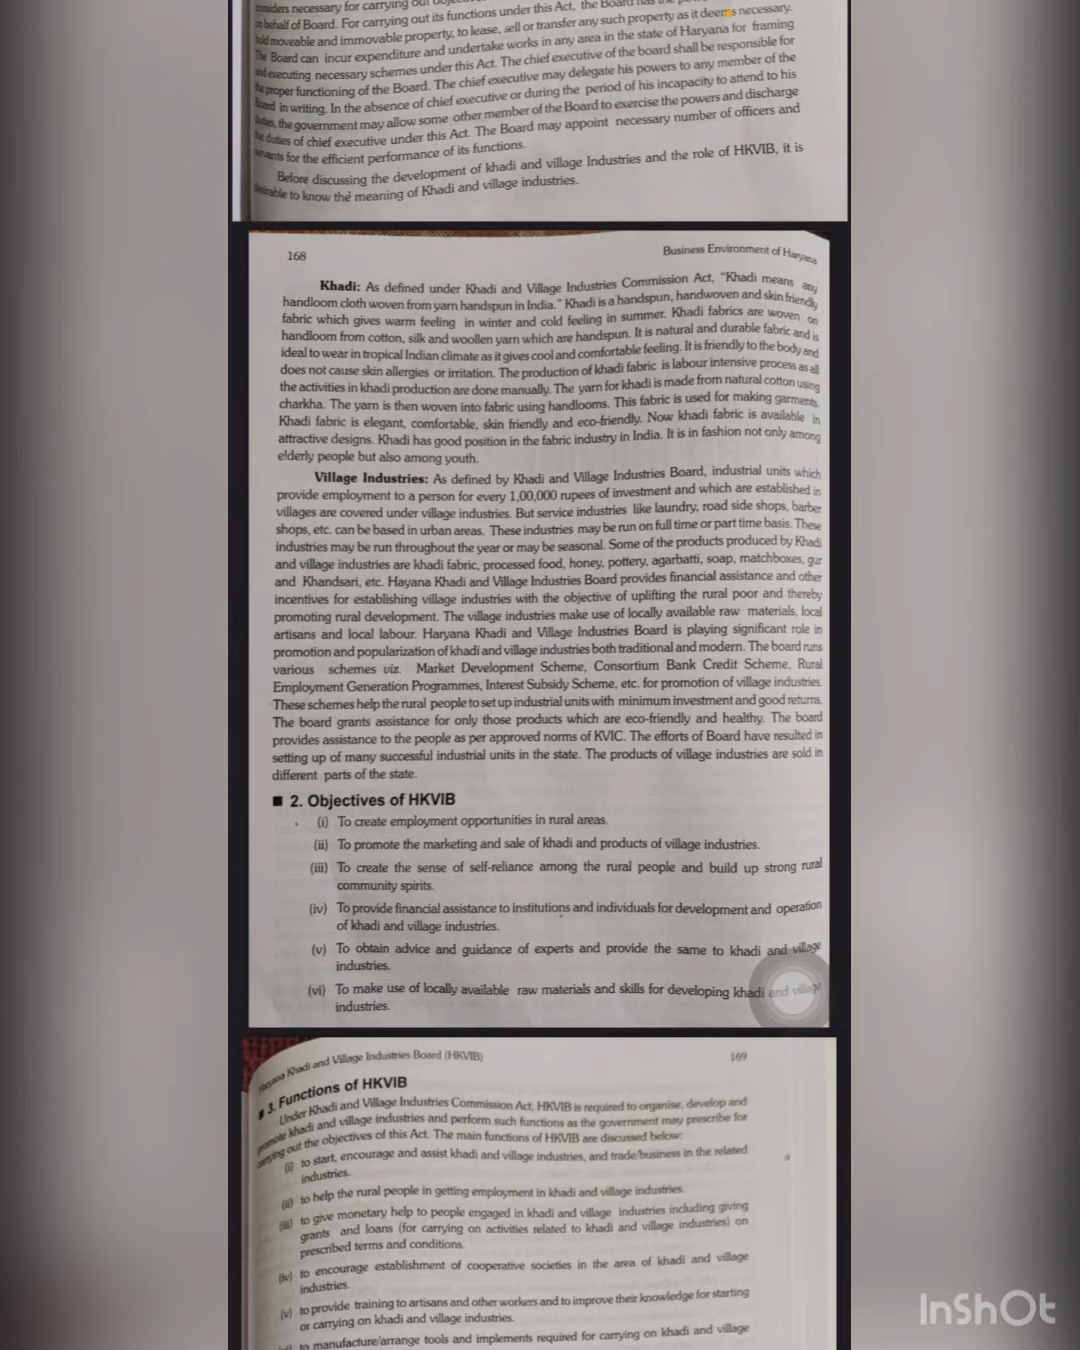 considers necessary for carrying out
on behalf of Board. For carrying out its functions under this Act, the Board has the
hold moveable and immovable property, to lease, sell or transfer any such property as it deems necessary.
The Board can incur expenditure and undertake works in any area in the state of Haryana for framing
and executing necessary schemes under this Act. The chief executive of the board shall be responsible for
the proper functioning of the Board. The chief executive may delegate his powers to any member of the
Board in writing. In the absence of chief executive or during the period of his incapacity to attend to his
duties, the government may allow some other member of the Board to exercise the powers and discharge
the duties of chief executive under this Act. The Board may appoint necessary number of officers and
servants for the efficient performance of its functions.
Before discussing the development of khadi and village Industries and the role of HKVIB, it is
desirable to know the meaning of Khadi and village industries.
168
Business Environment of Haryana
Khadi: As defined under Khadi and Village Industries Commission Act, "Khadi means any
handloom cloth woven from yarn handspun in India." Khadi is a handspun, handwoven and skin friendly
fabric which gives warm feeling in winter and cold feeling in summer. Khadi fabrics are woven on
handloom from cotton, silk and woollen yarn which are handspun. It is natural and durable fabric and is
ideal to wear in tropical Indian climate as it gives cool and comfortable feeling. It is friendly to the body and
does not cause skin allergies or irritation. The production of khadi fabric is labour intensive process as all
the activities in khadi production are done manually. The yarn for khadi is made from natural cotton using
charkha. The yarn is then woven into fabric using handlooms. This fabric is used for making garments.
Khadi fabric is elegant, comfortable, skin friendly and eco-friendly. Now khadi fabric is available in
attractive designs. Khadi has good position in the fabric industry in India. It is in fashion not only among
elderly people but also among youth.
Village Industries: As defined by Khadi and Village Industries Board, industrial units which
provide employment to a person for every 1,00,000 rupees of investment and which are established in
villages are covered under village industries. But service industries like laundry, road side shops, barber
shops, etc. can be based in urban areas. These industries may be run on full time or part time basis. These
industries may be run throughout the year or may be seasonal. Some of the products produced by Khadi
and village industries are khadi fabric, processed food, honey, pottery, agarbatti, soap, matchboxes, gur
and Khandsari, etc. Hayana Khadi and Village Industries Board provides financial assistance and other
incentives for establishing village industries with the objective of uplifting the rural poor and thereby
promoting rural development. The village industries make use of locally available raw materials, local
artisans and local labour. Haryana Khadi and Village Industries Board is playing significant role in
promotion and popularization of khadi and village industries both traditional and modern. The board runs
various schemes viz. Market Development Scheme, Consortium Bank Credit Scheme, Rural
Employment Generation Programmes, Interest Subsidy Scheme, etc. for promotion of village industries.
These schemes help the rural people to set up industrial units with minimum investment and good returns.
The board grants assistance for only those products which are eco-friendly and healthy. The board
provides assistance to the people as per approved norms of KVIC. The efforts of Board have resulted in
setting up of many successful industrial units in the state. The products of village industries are sold in
different parts of the state.
■ 2. Objectives of HKVIB
(i) To create employment opportunities in rural areas.
(ii) To promote the marketing and sale of khadi and products of village industries.
(iii) To create the sense of self-reliance among the rural people and build up strong rural
community spirits.
(iv) To provide financial assistance to institutions and individuals for development and operation
of khadi and village industries.
(v) To obtain advice and guidance of experts and provide the same to khadi and village
industries.
(vi) To make use of locally available raw materials and skills for developing khadi and village
industries.
Haryana Khadi and Village Industries Board (HKVIB)
169
■ 3. Functions of HKVIB
Under Khadi and Village Industries Commission Act, HKVIB is required to organise, develop and
promote khadi and village industries and perform such functions as the government may prescribe for
carrying out the objectives of this Act. The main functions of HKVIB are discussed below:
(i) to start, encourage and assist khadi and village industries, and trade/business in the related
industries.
(ii) to help the rural people in getting employment in khadi and village industries.
(iii) to give monetary help to people engaged in khadi and village industries including giving
grants and loans (for carrying on activities related to khadi and village industries) on
prescribed terms and conditions.
(iv) to encourage establishment of cooperative societies in the area of khadi and village
industries.
(v) to provide training to artisans and other workers and to improve their knowledge for starting
or carrying on khadi and village industries.
to manufacture/arrange tools and implements required for carrying on khadi and village
InShOt